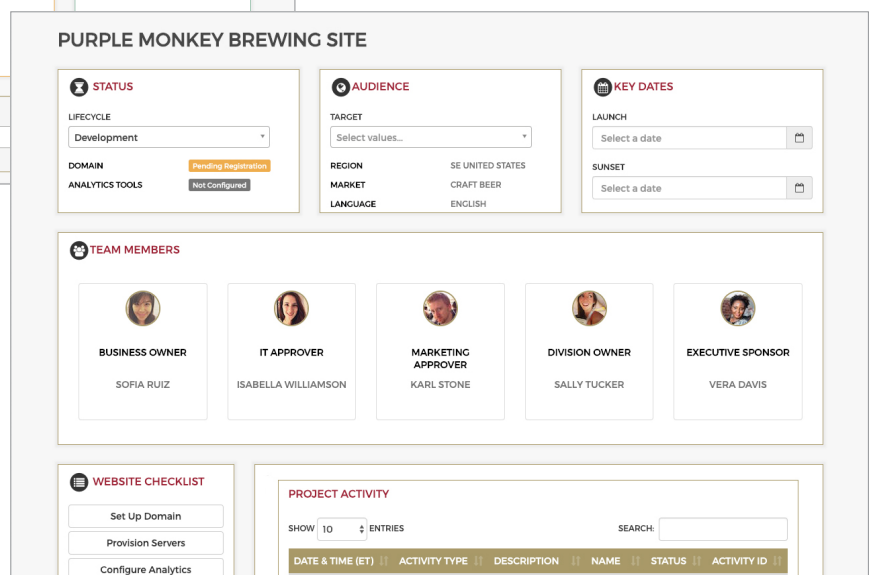 PURPLE MONKEY BREWING SITE
STATUS
LIFECYCLE
Development
DOMAIN Pending Registration
ANALYTICS TOOLS Not Configured
AUDIENCE
TARGET
Select values...
REGION SE UNITED STATES
MARKET CRAFT BEER
LANGUAGE ENGLISH
KEY DATES
LAUNCH
Select a date
SUNSET
Select a date
TEAM MEMBERS
BUSINESS OWNER
SOFIA RUIZ
IT APPROVER
ISABELLA WILLIAMSON
MARKETING
APPROVER
KARL STONE
DIVISION OWNER
SALLY TUCKER
EXECUTIVE SPONSOR
VERA DAVIS
WEBSITE CHECKLIST
Set Up Domain
Provision Servers
Configure Analytics
PROJECT ACTIVITY
SHOW 10 ENTRIES SEARCH:
DATE & TIME (ET) ACTIVITY TYPE DESCRIPTION NAME STATUS ACTIVITY ID